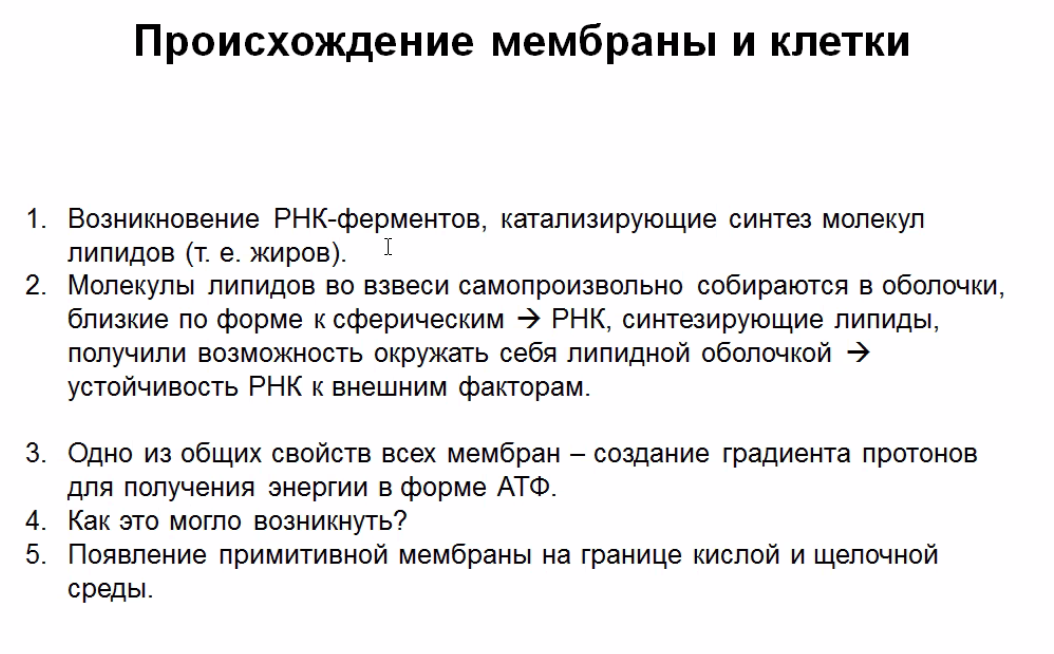 Происхождение мембраны и клетки
1. Возникновение РНК-ферментов, катализирующие синтез молекул
липидов (т. е. жиров).
2. Молекулы липидов во взвеси самопроизвольно собираются в оболочки,
близкие по форме к сферическим → РНК, синтезирующие липиды,
получили возможность окружать себя липидной оболочкой →
устойчивость РНК к внешним факторам.
3. Одно из общих свойств всех мембран – создание градиента протонов
для получения энергии в форме АТФ.
4. Как это могло возникнуть?
5. Появление примитивной мембраны на границе кислой и щелочной
среды.